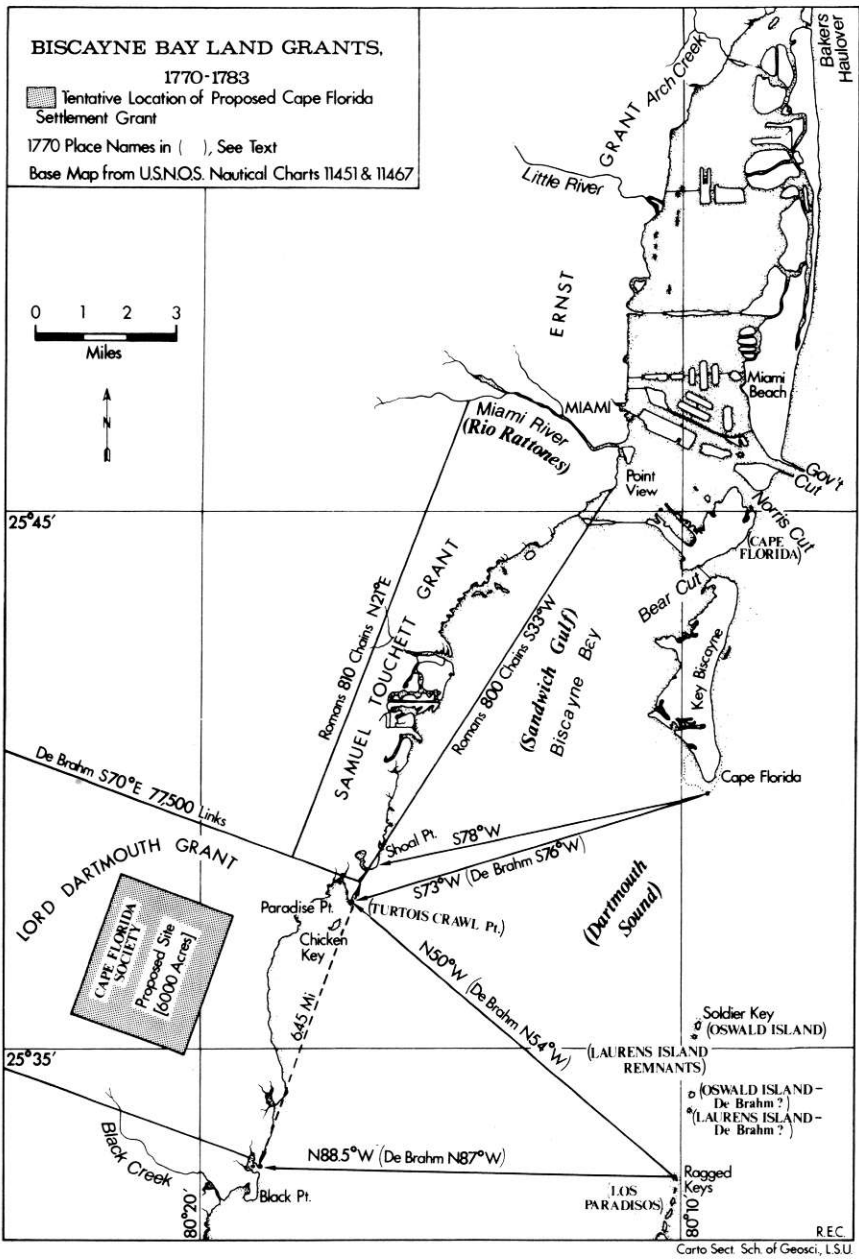 BISCAYNE BAY LAND GRANTS,
1770-1783
Tentative Location of Proposed Cape Florida
Settlement Grant
1770 Place Names in ( ), See Text
Base Map from U.S.N.O.S. Nautical Charts 11451 & 11467
Bakers
Haulover
Arch Creek
GRANT
Little River
ERNST
0 1 2 3
Miles
N
Miami
Beach
MIAMI
Miami River
(Rio Rattones)
Gov't
Cut
Point
View
Norris Cut
(CAPE
FLORIDA)
25°45'
Bear Cut
Key Biscayne
SAMUEL TOUCHETT GRANT
Romans 810 Chains N21°E
Romans 800 Chains S33°W
(Sandwich Gulf)
Biscayne Bay
Cape Florida
De Brahm S70°E 77,500 Links
Shoal Pt.
S78°W
S73°W (De Brahm S76°W)
LORD DARTMOUTH GRANT
(Dartmouth
Sound)
Paradise Pt.
(TURTOIS CRAWL Pt.)
Chicken
Key
CAPE FLORIDA
SOCIETY
Proposed Site
[6000 Acres]
6.45 Mi
N50°W (De Brahm N54°W)
Soldier Key
(OSWALD ISLAND)
25°35'
(LAURENS ISLAND
REMNANTS)
(OSWALD ISLAND-
De Brahm ?)
(LAURENS ISLAND-
De Brahm ?)
Black Creek
N88.5°W (De Brahm N87°W)
Ragged
Keys
Black Pt.
(LOS
PARADISOS)
80°20'
80°10'
R.E.C.
Carto Sect. Sch. of Geosci., L.S.U.